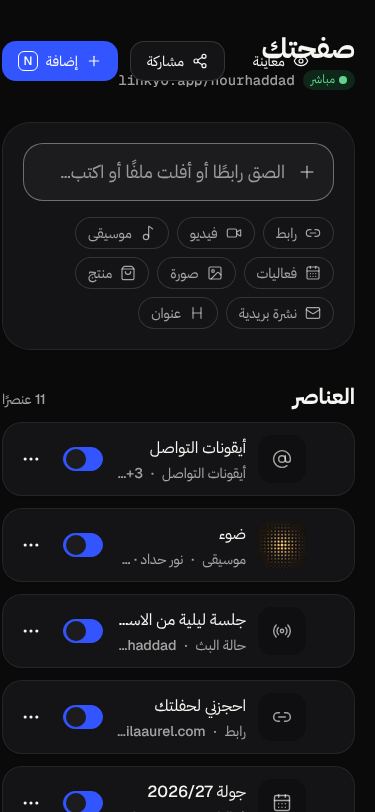 صفحتك
معاينة
مشاركة
إضافة N
مباشر linkyo.app/nourhaddad
الصق رابطًا أو أفلت ملفًا أو اكتب…
رابط
فيديو
موسيقى
فعاليات
صورة
منتج
نشرة بريدية
عنوان
العناصر
11 عنصرًا
أيقونات التواصل
أيقونات التواصل · 3+…
ضوء
موسيقى · نور حداد · …
جلسة ليلية من الاس…
حالة البث · haddad…
احجزني لحفلتك
رابط · ilaaurel.com…
جولة 2026/27